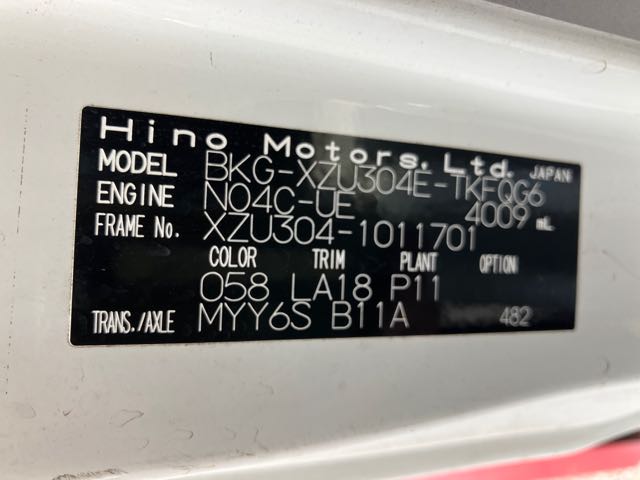 Hino Motors, Ltd. JAPAN
MODEL BKG-XZU304E-TKFQG6
ENGINE N04C-UE 4009 mL
FRAME No. XZU304-1011701
COLOR TRIM PLANT OPTION
058 LA18 P11
TRANS./AXLE MYY6S B11A 482